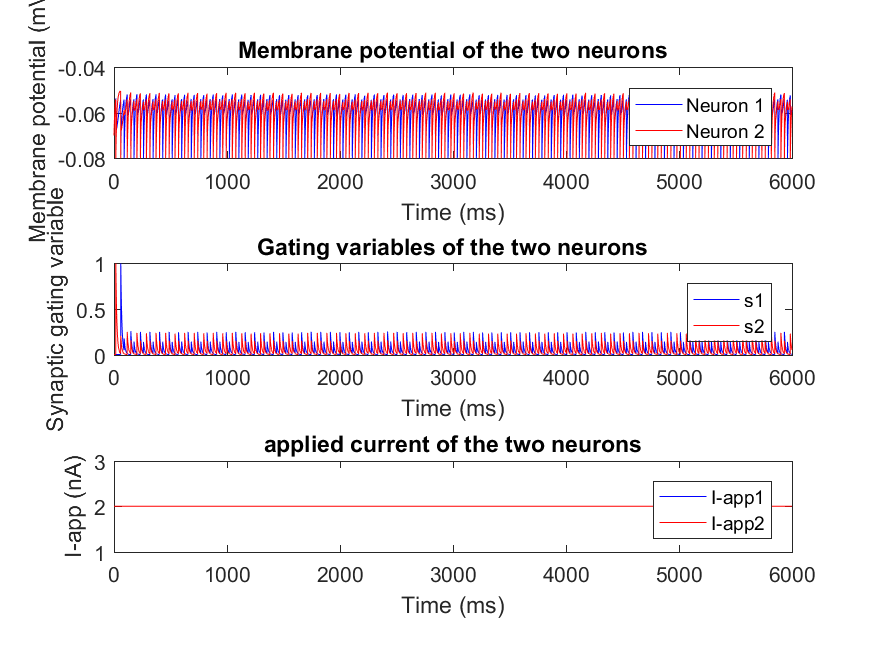 Membrane potential of the two neurons
Membrane potential (mV
-0.04
-0.06
-0.08
Neuron 1
Neuron 2
0 1000 2000 3000 4000 5000 6000
Time (ms)
Gating variables of the two neurons
Synaptic gating variable
1
0.5
0
s1
s2
0 1000 2000 3000 4000 5000 6000
Time (ms)
applied current of the two neurons
I-app (nA)
3
2
1
I-app1
I-app2
0 1000 2000 3000 4000 5000 6000
Time (ms)